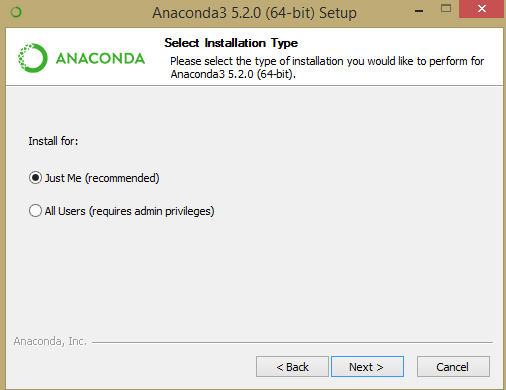 Anaconda3 5.2.0 (64-bit) Setup
ANACONDA
Select Installation Type
Please select the type of installation you would like to perform for
Anaconda3 5.2.0 (64-bit).
Install for:
Just Me (recommended)
All Users (requires admin privileges)
Anaconda, Inc.
< Back
Next >
Cancel